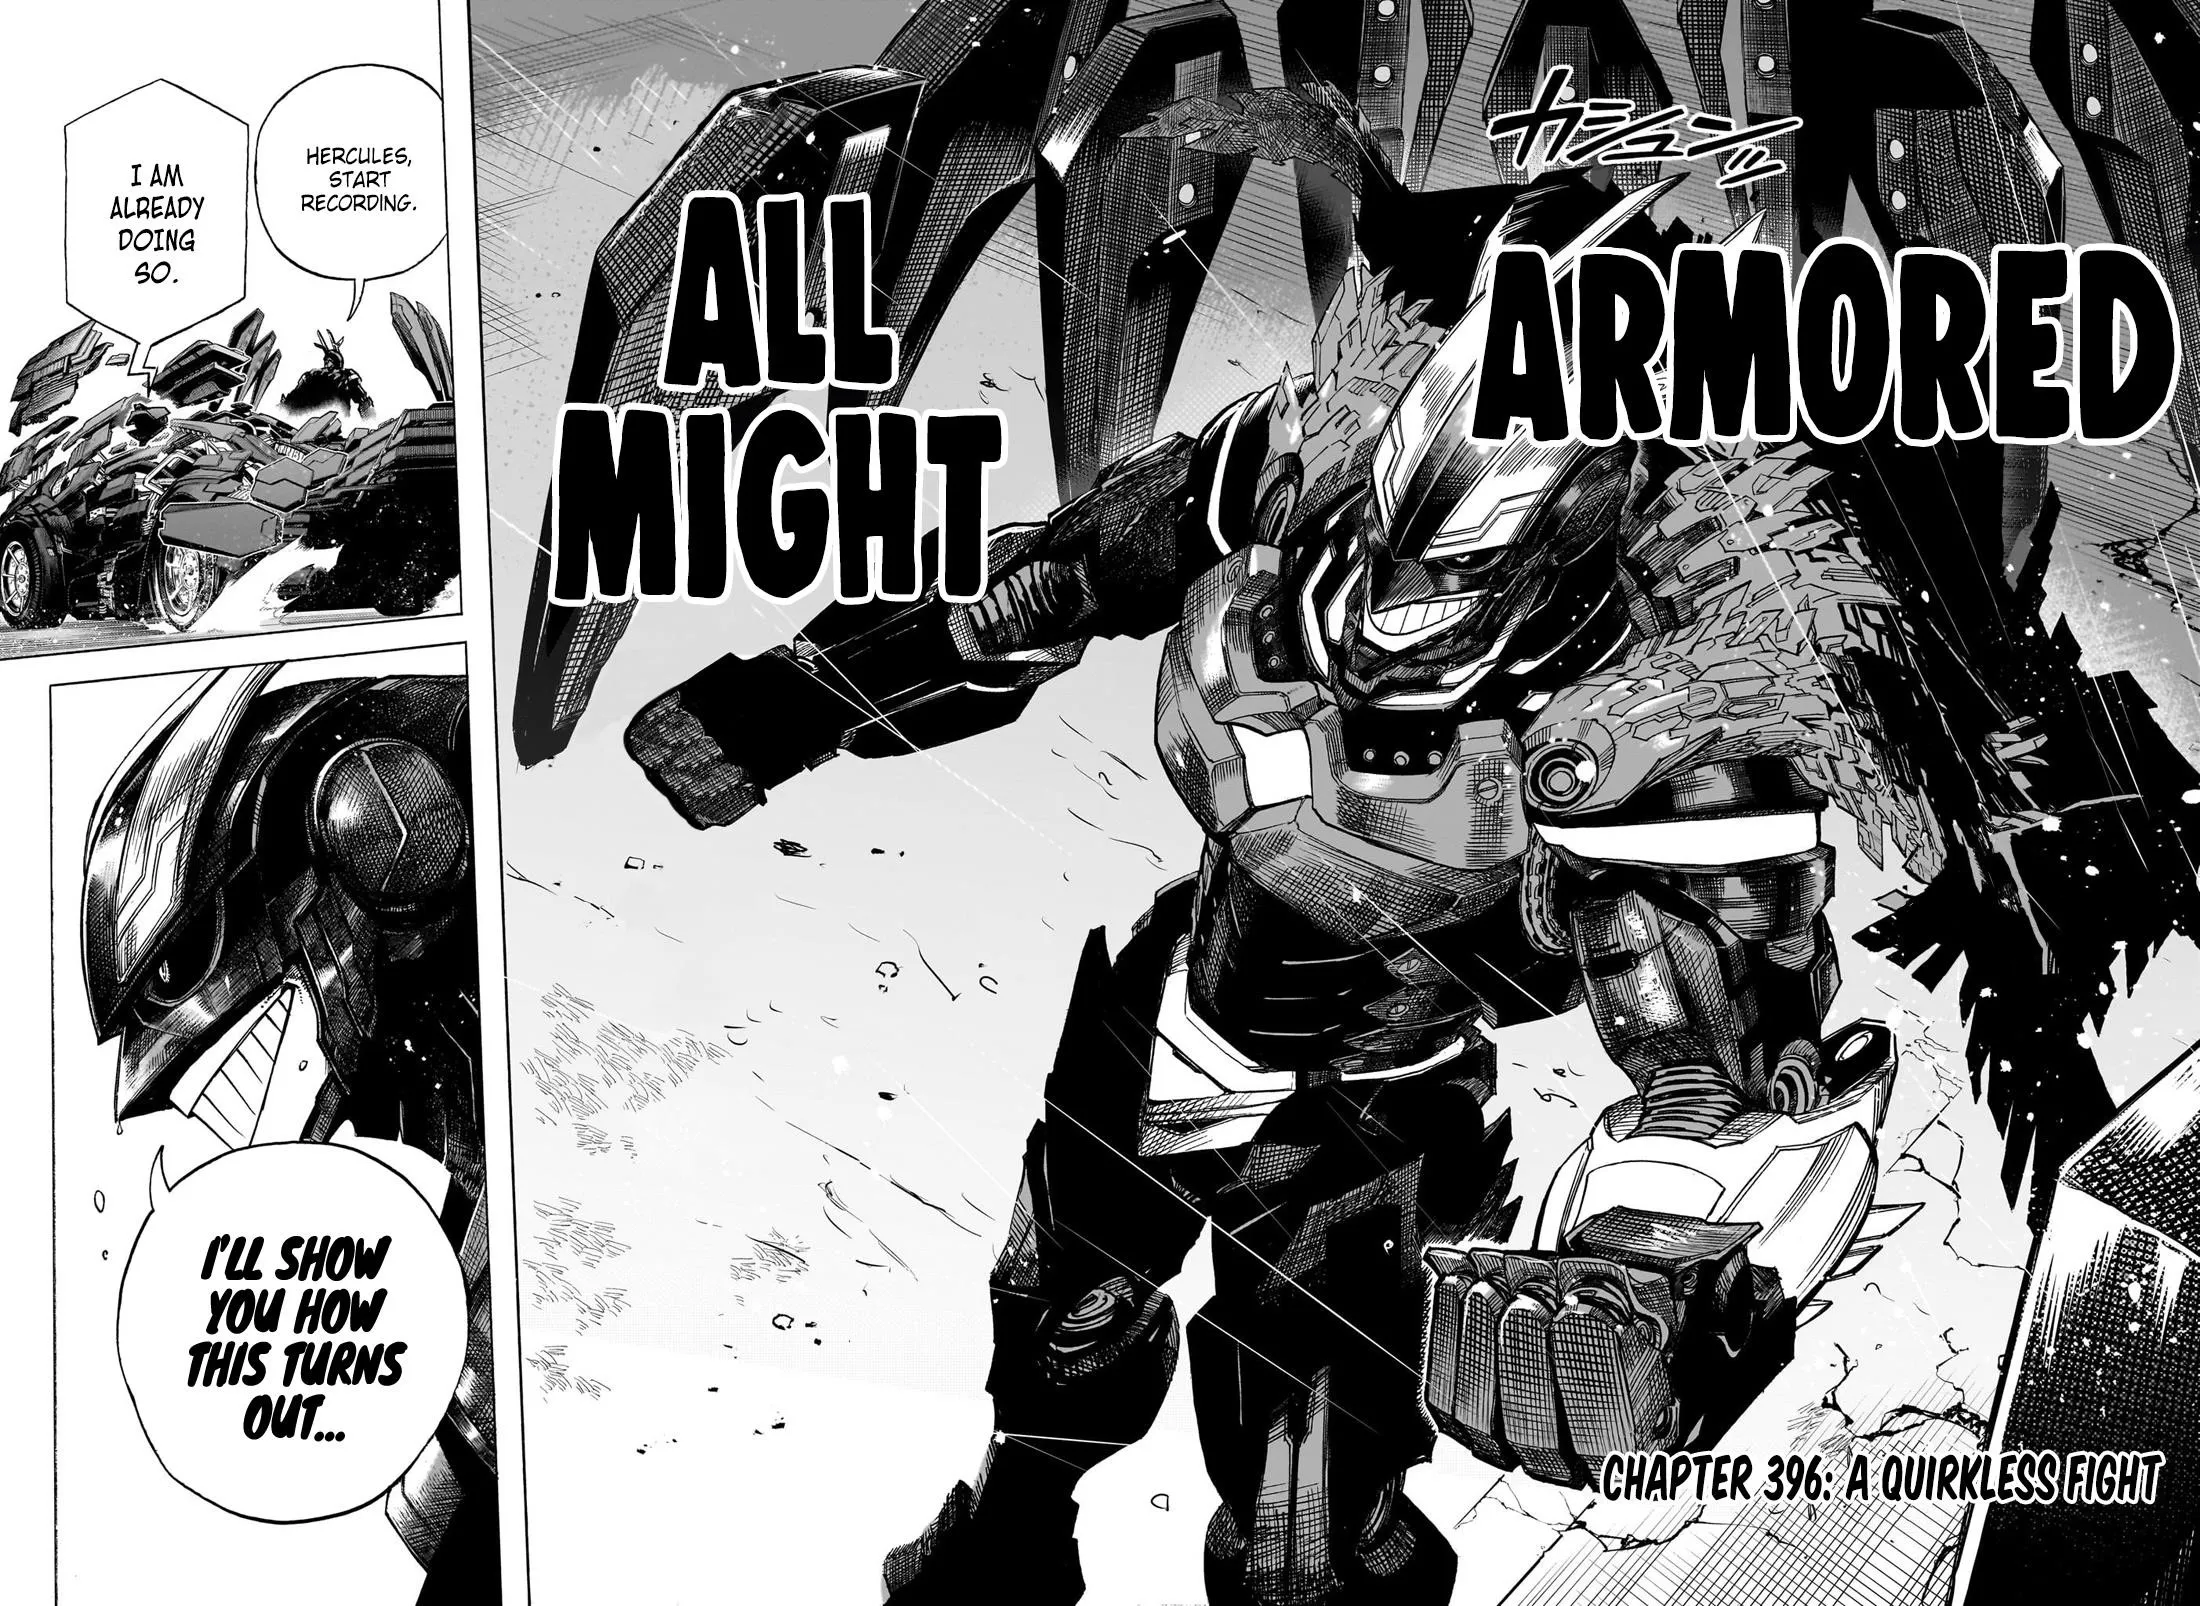 カシュンッ
ARMORED
ALL
MIGHT
CHAPTER 396: A QUIRKLESS FIGHT
HERCULES,
START
RECORDING.
I AM
ALREADY
DOING
SO.
I'LL SHOW
YOU HOW
THIS TURNS
OUT...